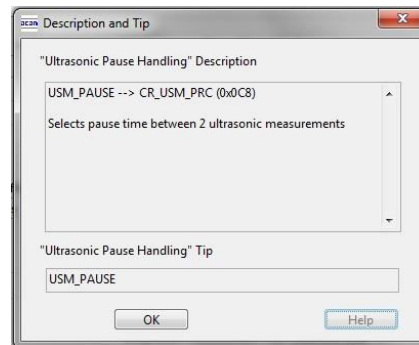 acam Description and Tip
"Ultrasonic Pause Handling" Description
USM_PAUSE --> CR_USM_PRC (0x0C8)
Selects pause time between 2 ultrasonic measurements
"Ultrasonic Pause Handling" Tip
USM_PAUSE
OK Help